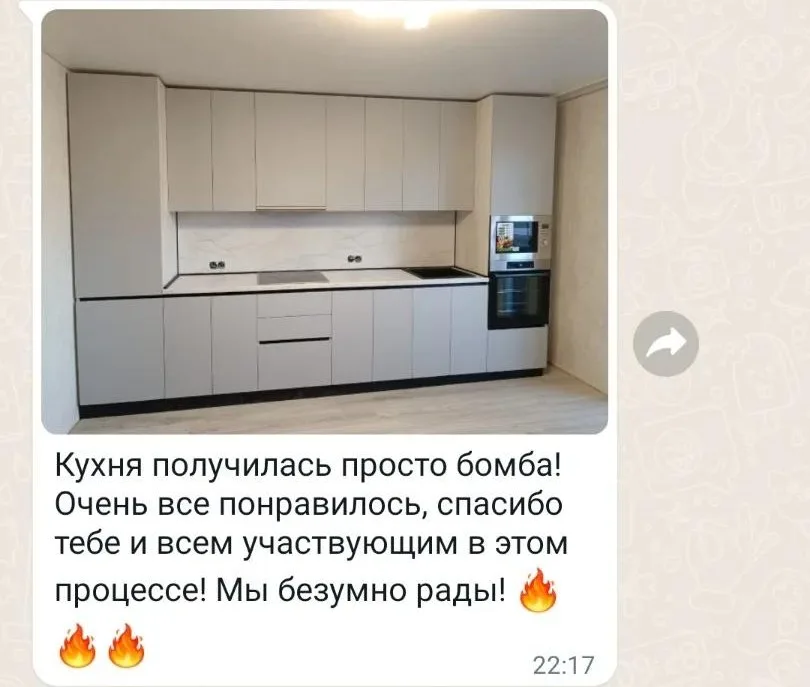 Кухня получилась просто бомба!
Очень все понравилось, спасибо
тебе и всем участвующим в этом
процессе! Мы безумно рады! 🔥
🔥🔥
22:17